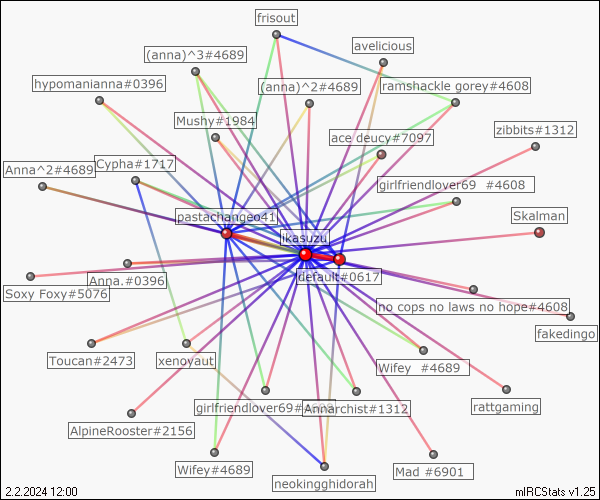 frisout
avelicious
(anna)^3#4689
hypomanianna#0396
(anna)^2#4689
ramshackle gorey#4608
Mushy#1984
ace deucy#7097
zibbits#1312
Anna^2#4689
Cypha#1717
girlfriendlover69 #4608
pastachangeo41
Skalman
jikasuzu
default#0617
Anna.#0396
Soxy Foxy#5076
no cops no laws no hope#4608
fakedingo
Toucan#2473
xenoyaut
Wifey #4689
girlfriendlover69#
Annarchist#1312
rattgaming
AlpineRooster#2156
Wifey#4689
Mad #6901
neokingghidorah
2.2.2024 12:00
mIRCStats v1.25